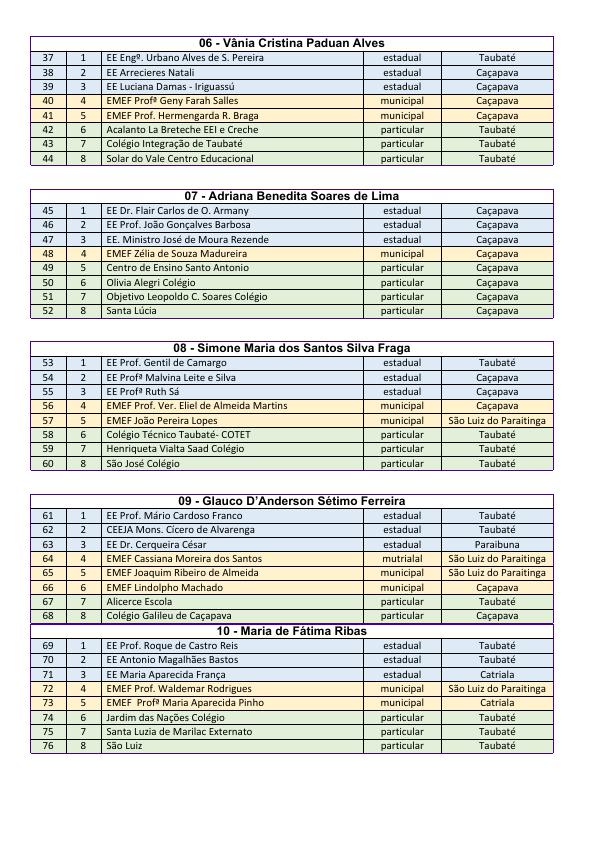 06 - Vânia Cristina Paduan Alves
37 1 EE Engº. Urbano Alves de S. Pereira estadual Taubaté
38 2 EE Arrecieres Natali estadual Caçapava
39 3 EE Luciana Damas - Iriguassú estadual Caçapava
40 4 EMEF Profª Geny Farah Salles municipal Caçapava
41 5 EMEF Prof. Hermengarda R. Braga municipal Caçapava
42 6 Acalanto La Breteche EEI e Creche particular Taubaté
43 7 Colégio Integração de Taubaté particular Taubaté
44 8 Solar do Vale Centro Educacional particular Taubaté
07 - Adriana Benedita Soares de Lima
45 1 EE Dr. Flair Carlos de O. Armany estadual Caçapava
46 2 EE Prof. João Gonçalves Barbosa estadual Caçapava
47 3 EE. Ministro José de Moura Rezende estadual Caçapava
48 4 EMEF Zélia de Souza Madureira municipal Caçapava
49 5 Centro de Ensino Santo Antonio particular Caçapava
50 6 Olivia Alegri Colégio particular Caçapava
51 7 Objetivo Leopoldo C. Soares Colégio particular Caçapava
52 8 Santa Lúcia particular Caçapava
08 - Simone Maria dos Santos Silva Fraga
53 1 EE Prof. Gentil de Camargo estadual Taubaté
54 2 EE Profª Malvina Leite e Silva estadual Caçapava
55 3 EE Profª Ruth Sá estadual Caçapava
56 4 EMEF Prof. Ver. Eliel de Almeida Martins municipal Caçapava
57 5 EMEF João Pereira Lopes municipal São Luiz do Paraitinga
58 6 Colégio Técnico Taubaté- COTET particular Taubaté
59 7 Henriqueta Vialta Saad Colégio particular Taubaté
60 8 São José Colégio particular Taubaté
09 - Glauco D’Anderson Sétimo Ferreira
61 1 EE Prof. Mário Cardoso Franco estadual Taubaté
62 2 CEEJA Mons. Cícero de Alvarenga estadual Taubaté
63 3 EE Dr. Cerqueira César estadual Paraibuna
64 4 EMEF Cassiana Moreira dos Santos mutrialal São Luiz do Paraitinga
65 5 EMEF Joaquim Ribeiro de Almeida municipal São Luiz do Paraitinga
66 6 EMEF Lindolpho Machado municipal Caçapava
67 7 Alicerce Escola particular Taubaté
68 8 Colégio Galileu de Caçapava particular Caçapava
10 - Maria de Fátima Ribas
69 1 EE Prof. Roque de Castro Reis estadual Taubaté
70 2 EE Antonio Magalhães Bastos estadual Taubaté
71 3 EE Maria Aparecida França estadual Catriala
72 4 EMEF Prof. Waldemar Rodrigues municipal São Luiz do Paraitinga
73 5 EMEF Profª Maria Aparecida Pinho municipal Catriala
74 6 Jardim das Nações Colégio particular Taubaté
75 7 Santa Luzia de Marilac Externato particular Taubaté
76 8 São Luiz particular Taubaté